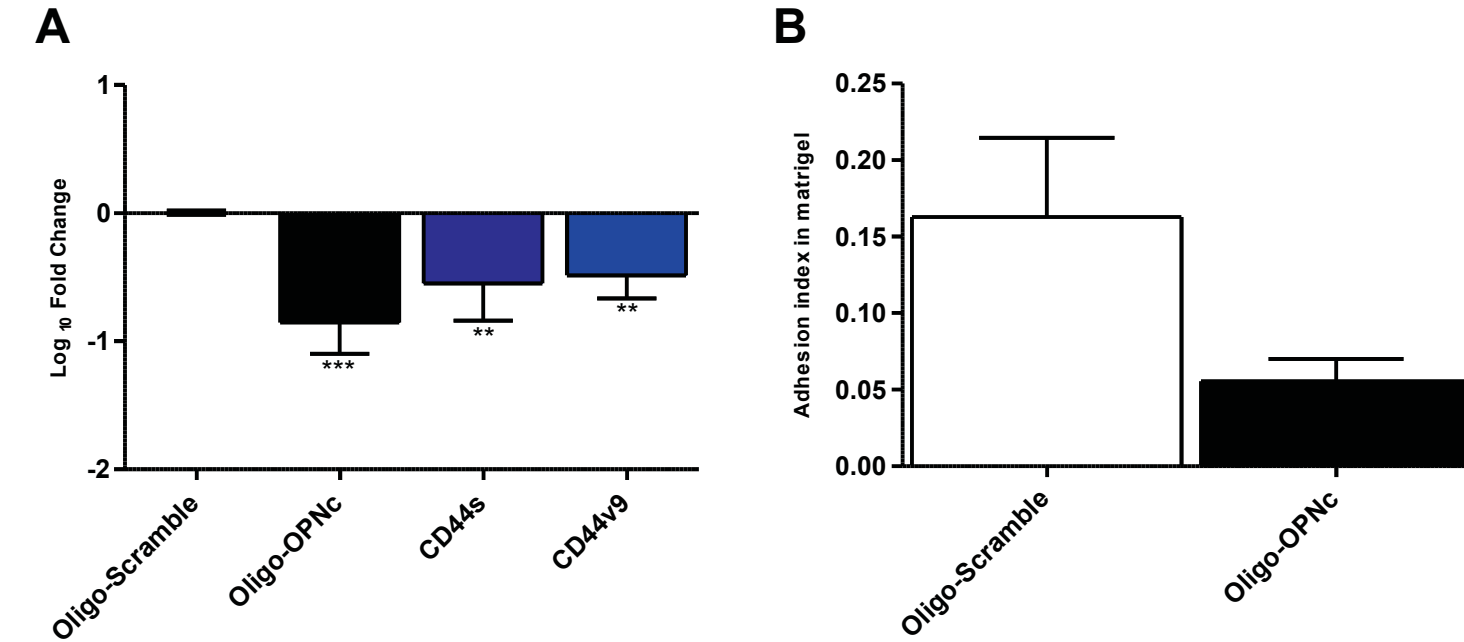 A
Log 10 Fold Change
1
0
-1
-2
***
**
**
Oligo-Scramble
Oligo-OPNc
CD44s
CD44v9
B
Adhesion index in matrigel
0.25
0.20
0.15
0.10
0.05
0.00
Oligo-Scramble
Oligo-OPNc